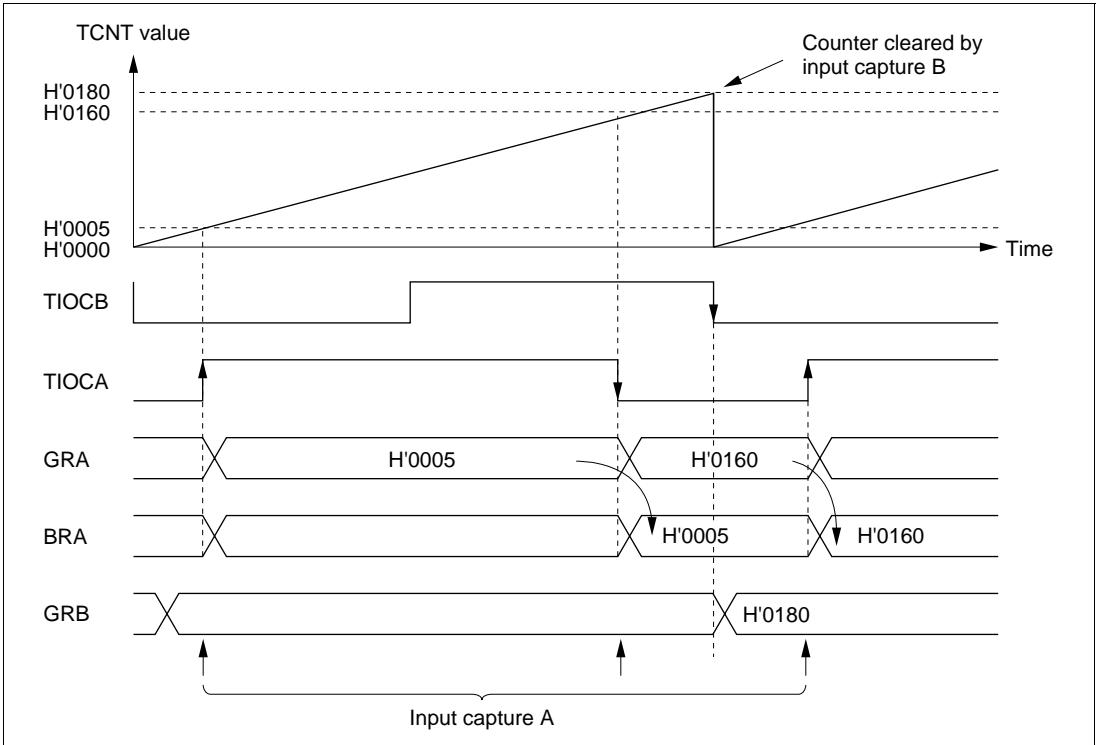 TCNT value
Counter cleared by
input capture B
H'0180
H'0160
H'0005
H'0000
Time
TIOCB
TIOCA
GRA
H'0005
H'0160
BRA
H'0005
H'0160
GRB
H'0180
Input capture A